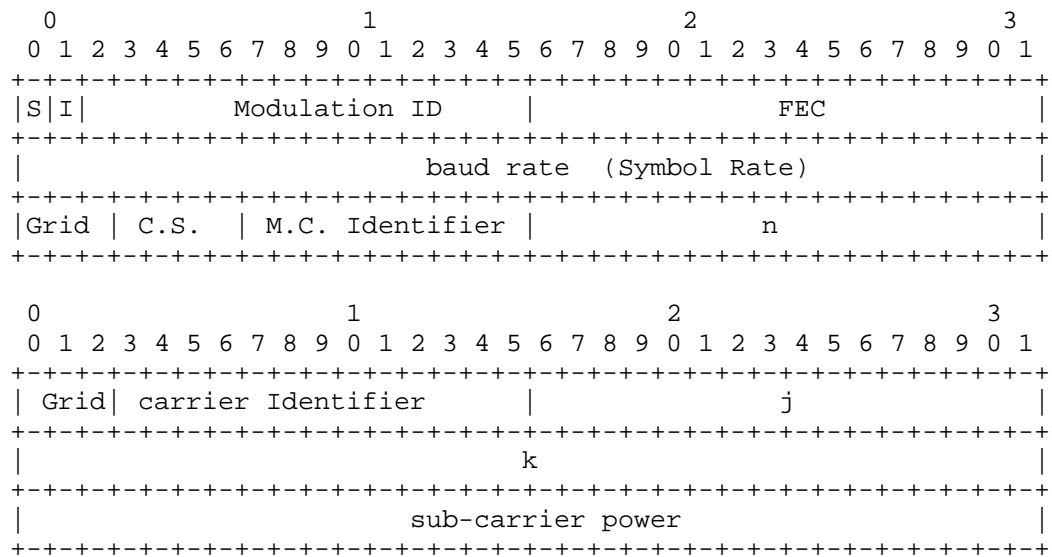 0                   1                   2                   3
 0 1 2 3 4 5 6 7 8 9 0 1 2 3 4 5 6 7 8 9 0 1 2 3 4 5 6 7 8 9 0 1
+-+-+-+-+-+-+-+-+-+-+-+-+-+-+-+-+-+-+-+-+-+-+-+-+-+-+-+-+-+-+-+-+
|S|I|         Modulation ID     |               FEC             |
+-+-+-+-+-+-+-+-+-+-+-+-+-+-+-+-+-+-+-+-+-+-+-+-+-+-+-+-+-+-+-+-+
|                         baud rate  (Symbol Rate)              |
+-+-+-+-+-+-+-+-+-+-+-+-+-+-+-+-+-+-+-+-+-+-+-+-+-+-+-+-+-+-+-+-+
|Grid | C.S.  | M.C. Identifier |              n                |
+-+-+-+-+-+-+-+-+-+-+-+-+-+-+-+-+-+-+-+-+-+-+-+-+-+-+-+-+-+-+-+-+
 0                   1                   2                   3
 0 1 2 3 4 5 6 7 8 9 0 1 2 3 4 5 6 7 8 9 0 1 2 3 4 5 6 7 8 9 0 1
+-+-+-+-+-+-+-+-+-+-+-+-+-+-+-+-+-+-+-+-+-+-+-+-+-+-+-+-+-+-+-+-+
| Grid| carrier Identifier      |               j               |
+-+-+-+-+-+-+-+-+-+-+-+-+-+-+-+-+-+-+-+-+-+-+-+-+-+-+-+-+-+-+-+-+
|                               k                               |
+-+-+-+-+-+-+-+-+-+-+-+-+-+-+-+-+-+-+-+-+-+-+-+-+-+-+-+-+-+-+-+-+
|                        sub-carrier power                      |
+-+-+-+-+-+-+-+-+-+-+-+-+-+-+-+-+-+-+-+-+-+-+-+-+-+-+-+-+-+-+-+-+